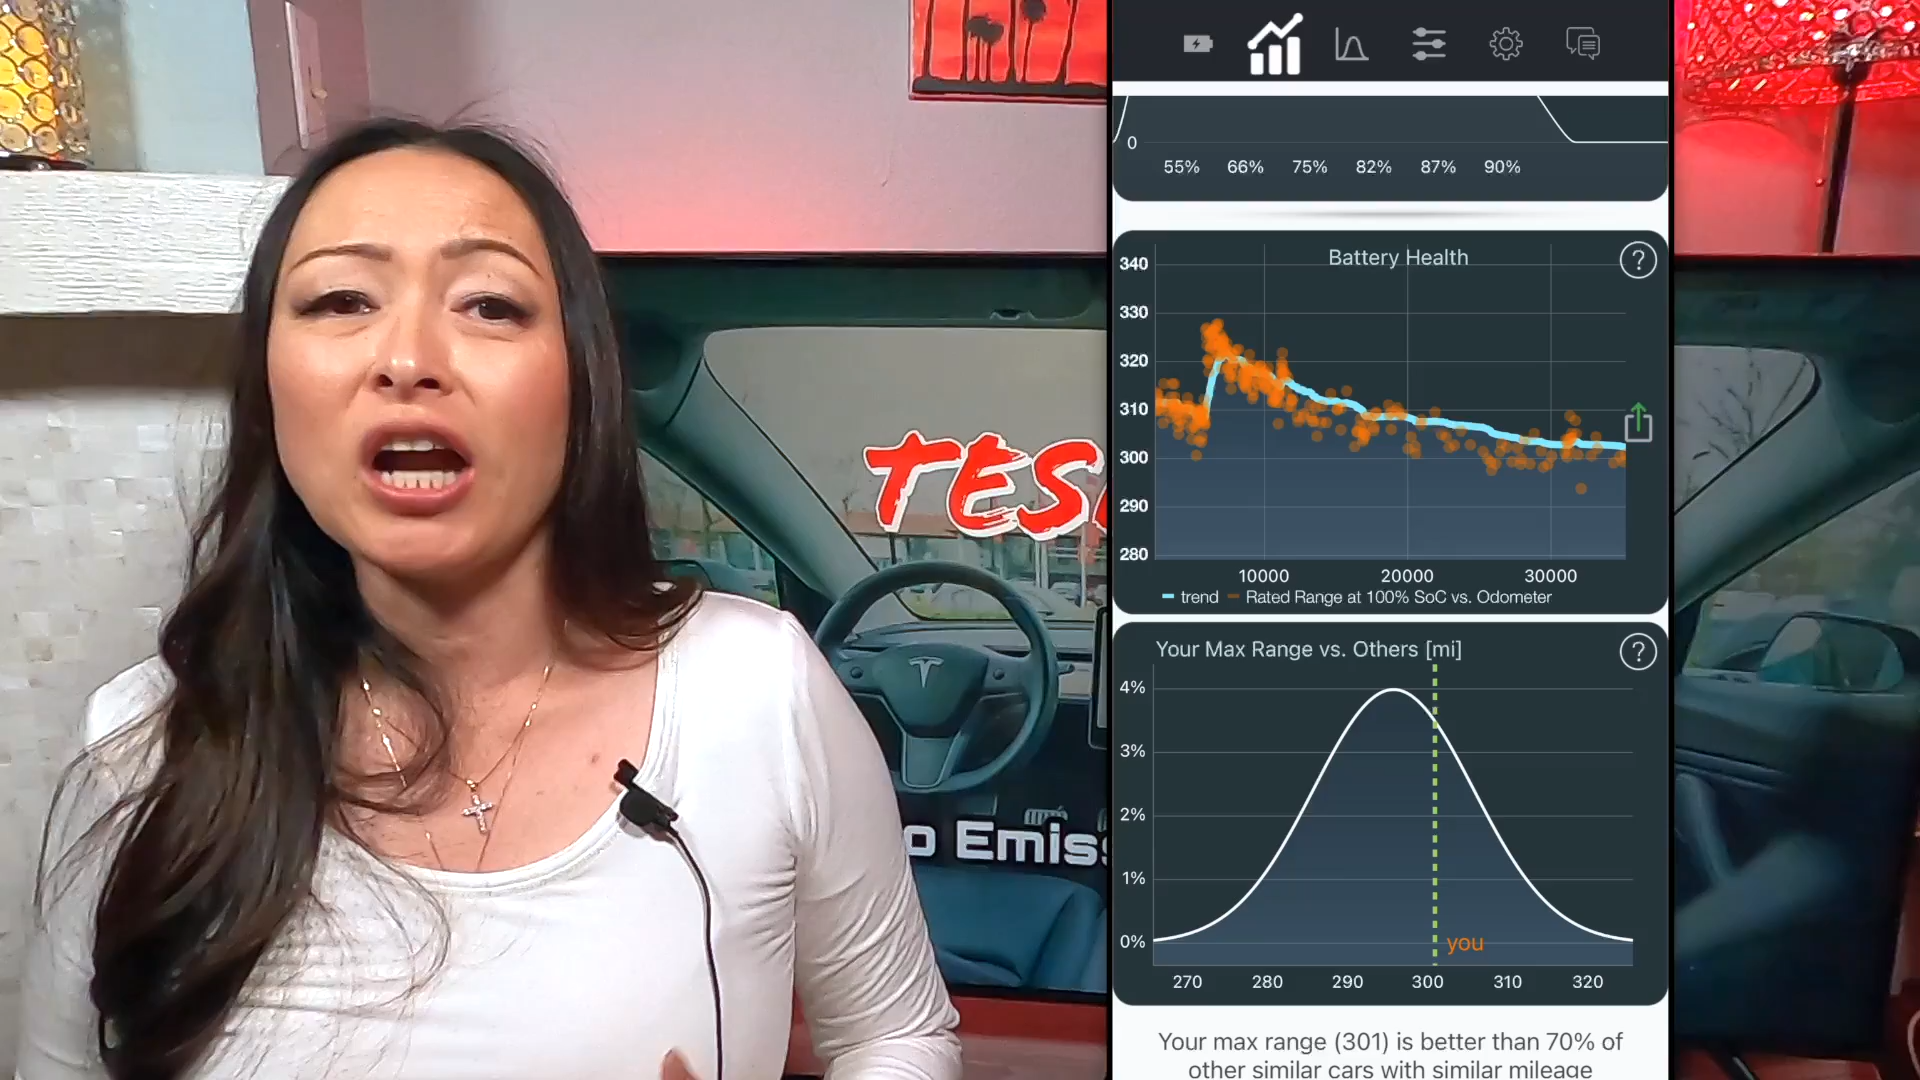 0
55% 66% 75% 82% 87% 90%
Battery Health
?
340
330
320
310
300
290
280
10000 20000 30000
trend Rated Range at 100% SoC vs. Odometer
TES
o Emiss
Your Max Range vs. Others [mi]
?
4%
3%
2%
1%
0%
you
270 280 290 300 310 320
Your max range (301) is better than 70% of
other similar cars with similar mileage